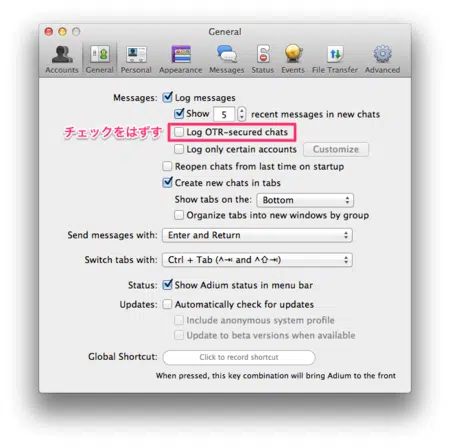 General
Accounts General Personal Appearance Messages Status Events File Transfer Advanced
Messages: Log messages
Show 5 recent messages in new chats
チェックをはずす Log OTR-secured chats
Log only certain accounts Customize
Reopen chats from last time on startup
Create new chats in tabs
Show tabs on the: Bottom
Organize tabs into new windows by group
Send messages with: Enter and Return
Switch tabs with: Ctrl + Tab (^⇥ and ^⇧⇥)
Status: Show Adium status in menu bar
Updates: Automatically check for updates
Include anonymous system profile
Update to beta versions when available
Global Shortcut: Click to record shortcut
When pressed, this key combination will bring Adium to the front